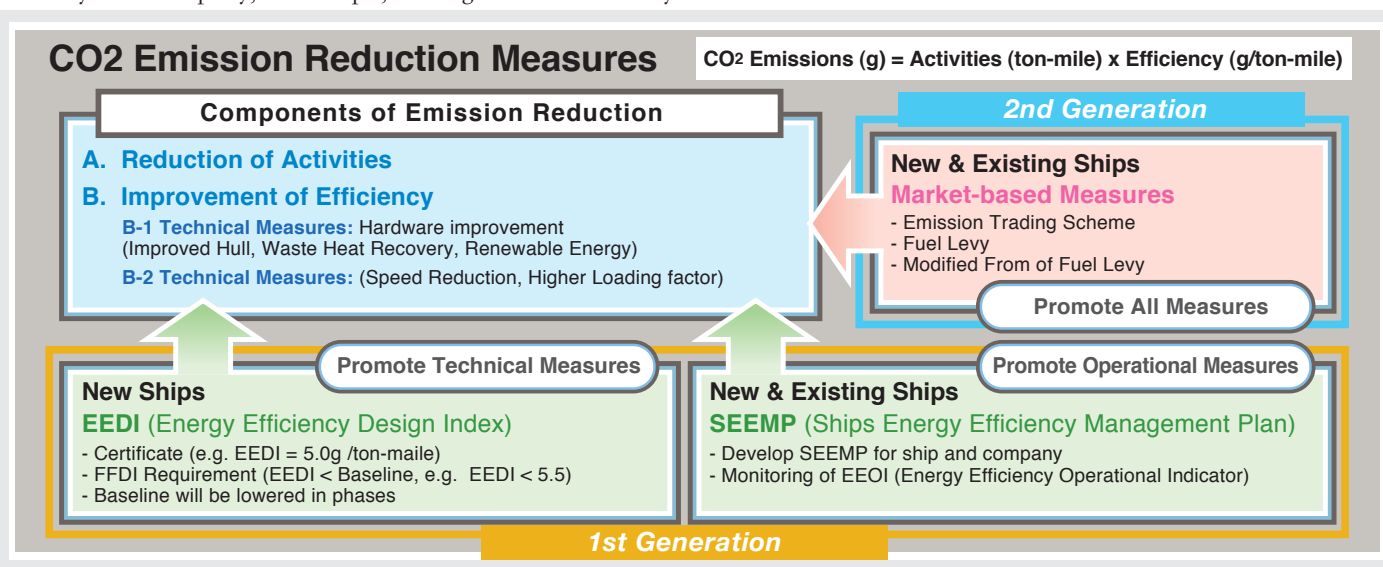 CO2 Emission Reduction Measures
CO2 Emissions (g) = Activities (ton-mile) x Efficiency (g/ton-mile)
Components of Emission Reduction
A. Reduction of Activities
B. Improvement of Efficiency
B-1 Technical Measures: Hardware improvement
(Improved Hull, Waste Heat Recovery, Renewable Energy)
B-2 Technical Measures: (Speed Reduction, Higher Loading factor)
2nd Generation
New & Existing Ships
Market-based Measures
- Emission Trading Scheme
- Fuel Levy
- Modified From of Fuel Levy
Promote All Measures
Promote Technical Measures
New Ships
EEDI (Energy Efficiency Design Index)
- Certificate (e.g. EEDI = 5.0g /ton-maile)
- FFDI Requirement (EEDI < Baseline, e.g. EEDI < 5.5)
- Baseline will be lowered in phases
Promote Operational Measures
New & Existing Ships
SEEMP (Ships Energy Efficiency Management Plan)
- Develop SEEMP for ship and company
- Monitoring of EEOI (Energy Efficiency Operational Indicator)
1st Generation